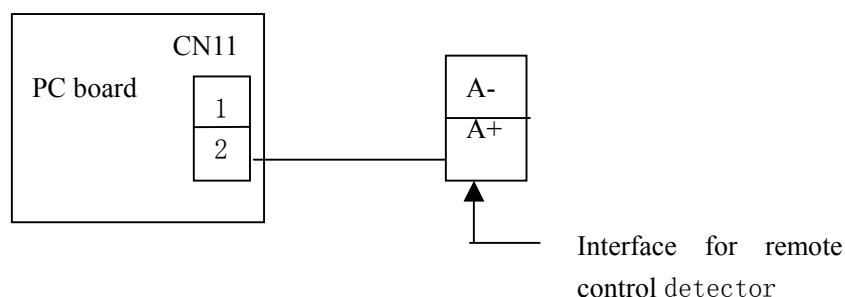 CN11
PC board
1
2
A-
A+
Interface for remote
control detector